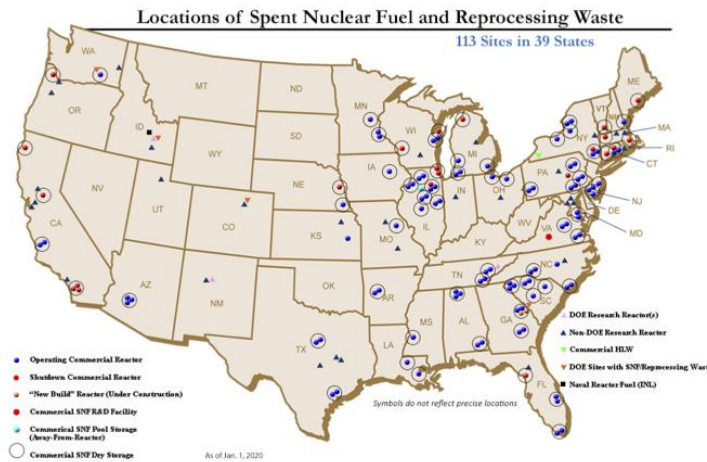 Locations of Spent Nuclear Fuel and Reprocessing Waste
113 Sites in 39 States
WA
MT
ND
MN
ME
OR
ID
SD
WI
MI
VT
NH
NY
MA
WY
RI
CT
IA
NE
PA
NV
UT
IL
IN
OH
NJ
CA
CO
KS
MO
WV
VA
DE
MD
KY
AZ
NM
OK
AR
TN
NC
SC
MS
AL
GA
TX
LA
FL
DOE Research Reactor(s)
Non-DOE Research Reactor
Commercial HLW
DOE Sites with SNF/Reprocessing Waste
Naval Reactor Fuel (INL)
Operating Commercial Reactor
Shutdown Commercial Reactor
"New Build" Reactor (Under Construction)
Commercial SNF R&D Facility
Commerical SNF Pool Storage
(Away-From-Reactor)
Commercial SNF Dry Storage
Symbols do not reflect precise locations
As of Jan. 1, 2020